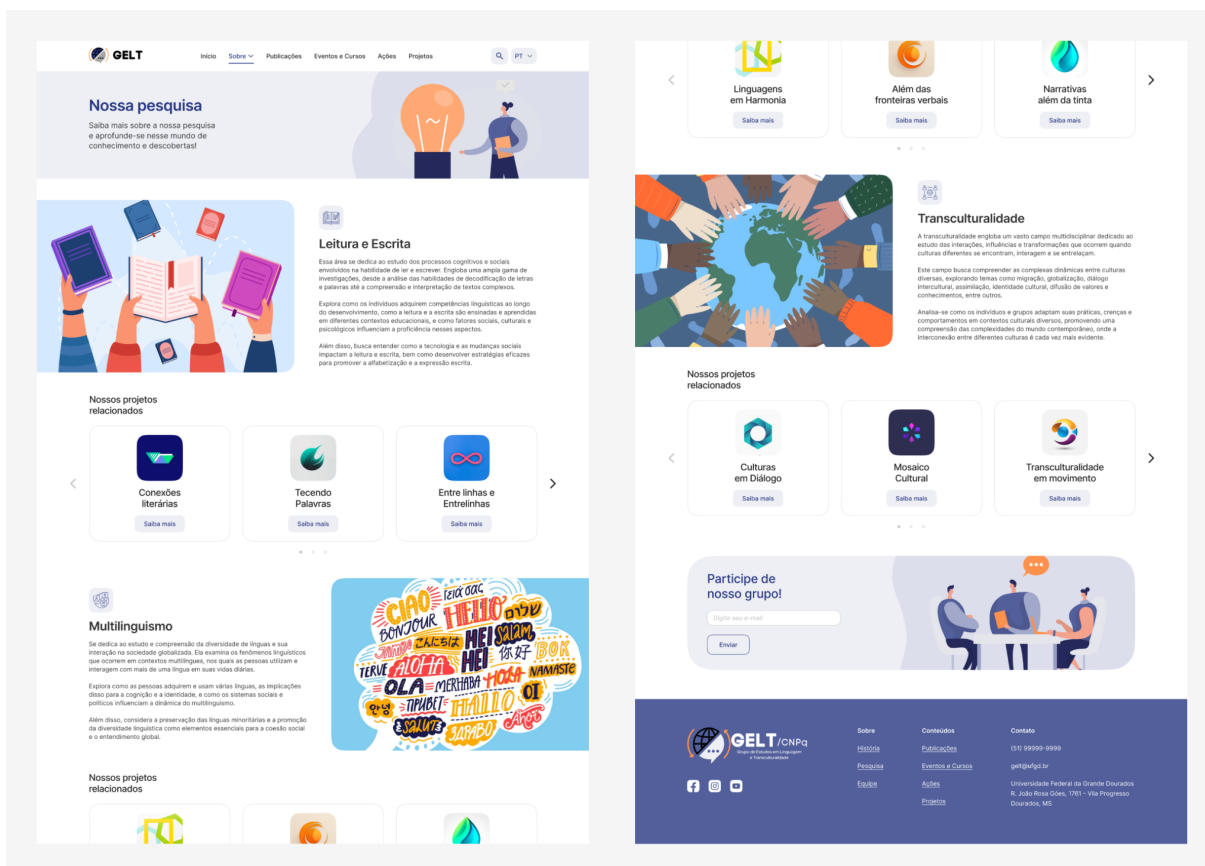 GELT
Início
Sobre
Publicações
Eventos e Cursos
Ações
Projetos
PT
Nossa pesquisa
Saiba mais sobre a nossa pesquisa
e aprofunde-se nesse mundo de
conhecimento e descobertas!
Leitura e Escrita
Essa área se dedica ao estudo dos processos cognitivos e sociais
envolvidos na habilidade de ler e escrever. Engloba uma ampla gama de
investigações, desde a análise das habilidades de decodificação de letras
e palavras até a compreensão e interpretação de textos complexos.
Explora como os indivíduos adquirem competências linguísticas ao longo
do desenvolvimento, como a leitura e a escrita são ensinadas e aprendidas
em diferentes contextos educacionais, e como fatores sociais, culturais e
psicológicos influenciam a proficiência nesses aspectos.
Além disso, busca entender como a tecnologia e as mudanças sociais
impactam a leitura e escrita, bem como desenvolver estratégias eficazes
para promover a alfabetização e a expressão escrita.
Nossos projetos
relacionados
Conexões
literárias
Saiba mais
Tecendo
Palavras
Saiba mais
Entre linhas e
Entrelinhas
Saiba mais
Multilinguismo
Se dedica ao estudo e compreensão da diversidade de línguas e sua
interação na sociedade globalizada. Ela examina os fenômenos linguísticos
que ocorrem em contextos multilíngues, nos quais as pessoas utilizam e
interagem com mais de uma língua em suas vidas diárias.
Explora como as pessoas adquirem e usam várias línguas, as implicações
disso para a cognição e a identidade, e como os sistemas sociais e
políticos influenciam a dinâmica do multilinguismo.
Além disso, considera a preservação das línguas minoritárias e a promoção
da diversidade linguística como elementos essenciais para a coesão social
e o entendimento global.
CIAO
Γειά σας
BONJOUR
HELLO
שלום
こんにちは
HEI
Salam
TERVE
ALOHA
HEI
你好
BOK
OLA
MERHABA
HOLA
NAMASTE
안녕
ПРИВЕТ
HALLO
OI
SALUT
ЗДРАВО
Ahoj
Nossos projetos
relacionados
Linguagens
em Harmonia
Saiba mais
Além das
fronteiras verbais
Saiba mais
Narrativas
além da tinta
Saiba mais
Transculturalidade
A transculturalidade engloba um vasto campo multidisciplinar dedicado ao
estudo das interações, influências e transformações que ocorrem quando
culturas diferentes se encontram, interagem e se entrelaçam.
Este campo busca compreender as complexas dinâmicas entre culturas
diversas, explorando temas como migração, globalização, diálogo
intercultural, assimilação, identidade cultural, difusão de valores e
conhecimentos, entre outros.
Analisa-se como os indivíduos e grupos adaptam suas práticas, crenças e
comportamentos em contextos culturais diversos, promovendo uma
compreensão das complexidades do mundo contemporâneo, onde a
interconexão entre diferentes culturas é cada vez mais evidente.
Nossos projetos
relacionados
Culturas
em Diálogo
Saiba mais
Mosaico
Cultural
Saiba mais
Transculturalidade
em movimento
Saiba mais
Participe de
nosso grupo!
Digite seu e-mail
Enviar
GELT/CNPq
Grupo de Estudos em Linguagem
e Transculturalidade
Sobre
História
Pesquisa
Equipe
Conteúdos
Publicações
Eventos e Cursos
Ações
Projetos
Contato
(51) 99999-9999
gelt@ufgd.br
Universidade Federal da Grande Dourados
R. João Rosa Góes, 1761 - Vila Progresso
Dourados, MS